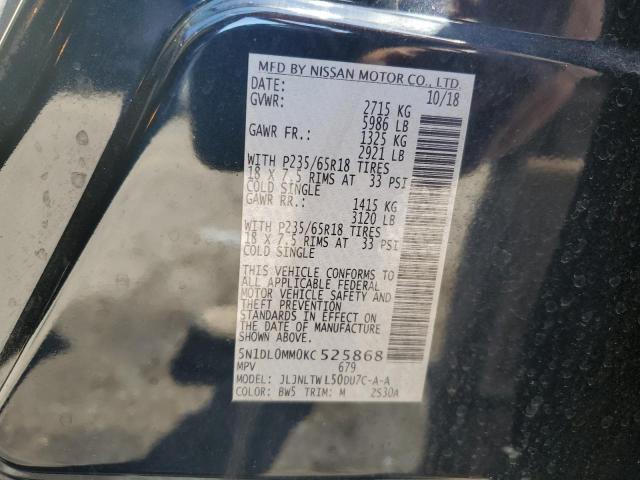 MFD BY NISSAN MOTOR CO., LTD.
DATE: 10/18
GVWR: 2715 KG
5986 LB
GAWR FR.: 1325 KG
2921 LB
WITH P235/65R18 TIRES
18 X 7.5 RIMS AT 33 PSI
COLD SINGLE
GAWR RR.: 1415 KG
3120 LB
WITH P235/65R18 TIRES
18 X 7.5 RIMS AT 33 PSI
COLD SINGLE
THIS VEHICLE CONFORMS TO
ALL APPLICABLE FEDERAL
MOTOR VEHICLE SAFETY AND
THEFT PREVENTION
STANDARDS IN EFFECT ON
THE DATE OF MANUFACTURE
SHOWN ABOVE.
5N1DL0MM0KC525868
MPV 679
MODEL: JLJNLTWL50DU7C-A-A
COLOR: BW5 TRIM: M 2S30A